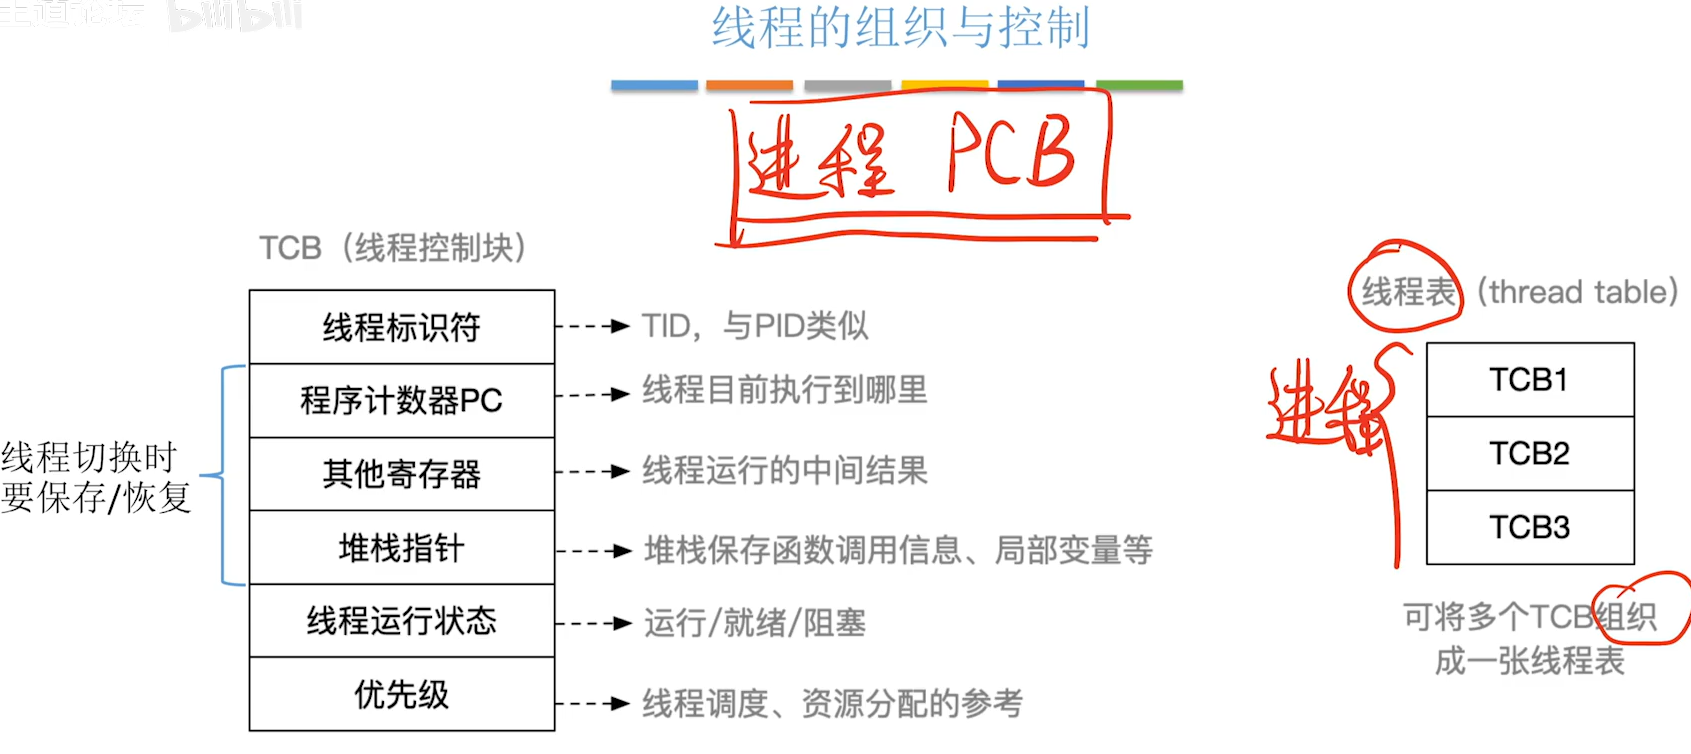 bilibili
线程的组织与控制
进程 PCB
TCB（线程控制块）
线程标识符
TID，与PID类似
程序计数器PC
线程目前执行到哪里
其他寄存器
线程运行的中间结果
堆栈指针
堆栈保存函数调用信息、局部变量等
线程运行状态
运行/就绪/阻塞
优先级
线程调度、资源分配的参考
线程切换时
要保存/恢复
线程表（thread table）
进程
TCB1
TCB2
TCB3
可将多个TCB组织
成一张线程表